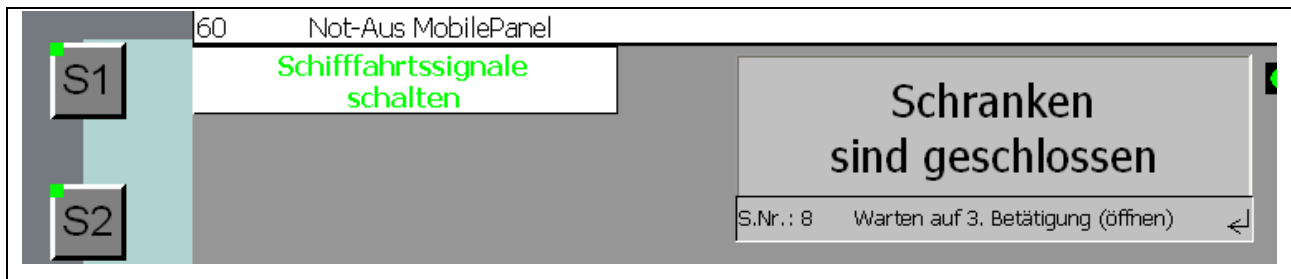 60 Not-Aus MobilePanel
S1
Schifffahrtssignale
schalten
Schranken
sind geschlossen
S.Nr.: 8 Warten auf 3. Betätigung (öffnen)
S2